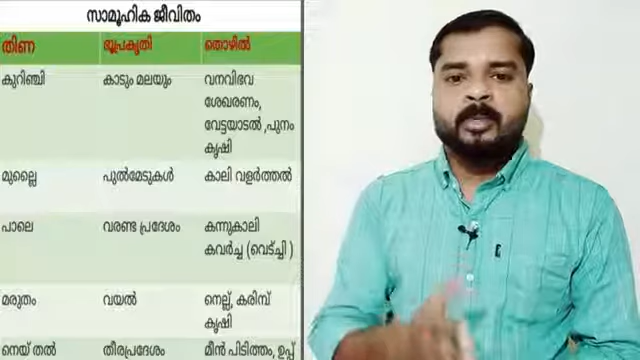 സാമൂഹിക ജീവിതം
തിണ ഭൂപ്രകൃതി തൊഴിൽ
കുറിഞ്ചി കാടും മലയും വനവിഭവ
ശേഖരണം,
വേട്ടയാടൽ ,പുനം
കൃഷി
മുല്ലൈ പുൽമേടുകൾ കാലി വളർത്തൽ
പാലെ വരണ്ട പ്രദേശം കന്നുകാലി
കവർച്ച (വെട്ച്ചി )
മരുതം വയൽ നെല്ല്, കരിമ്പ്
കൃഷി
നെയ് തൽ തീരപ്രദേശം മീൻ പിടിത്തം, ഉപ്പ്